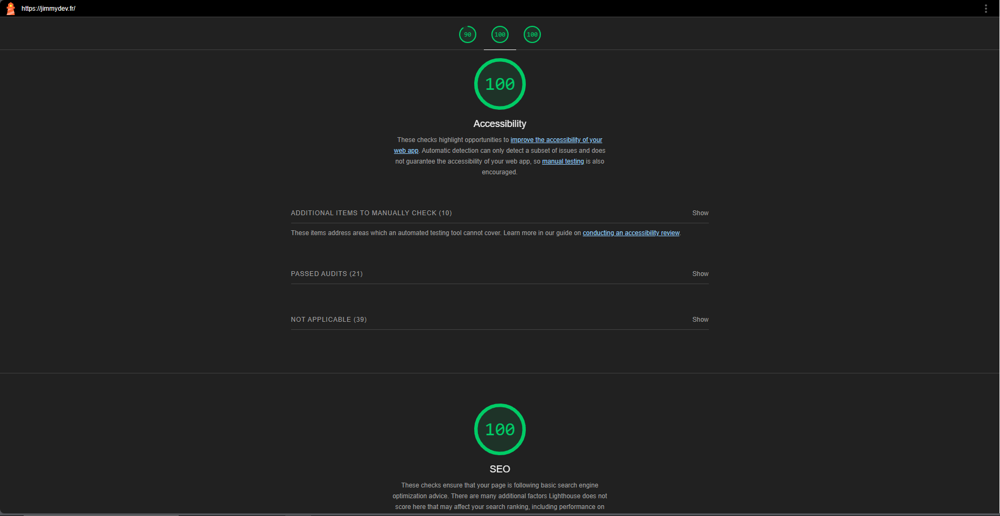 https://jimmydev.fr/
90 100 100
100
Accessibility
These checks highlight opportunities to improve the accessibility of your
web app. Automatic detection can only detect a subset of issues and does
not guarantee the accessibility of your web app, so manual testing is also
encouraged.
ADDITIONAL ITEMS TO MANUALLY CHECK (10) Show
These items address areas which an automated testing tool cannot cover. Learn more in our guide on conducting an accessibility review.
PASSED AUDITS (21) Show
NOT APPLICABLE (39) Show
100
SEO
These checks ensure that your page is following basic search engine
optimization advice. There are many additional factors Lighthouse does not
score here that may affect your search ranking, including performance on